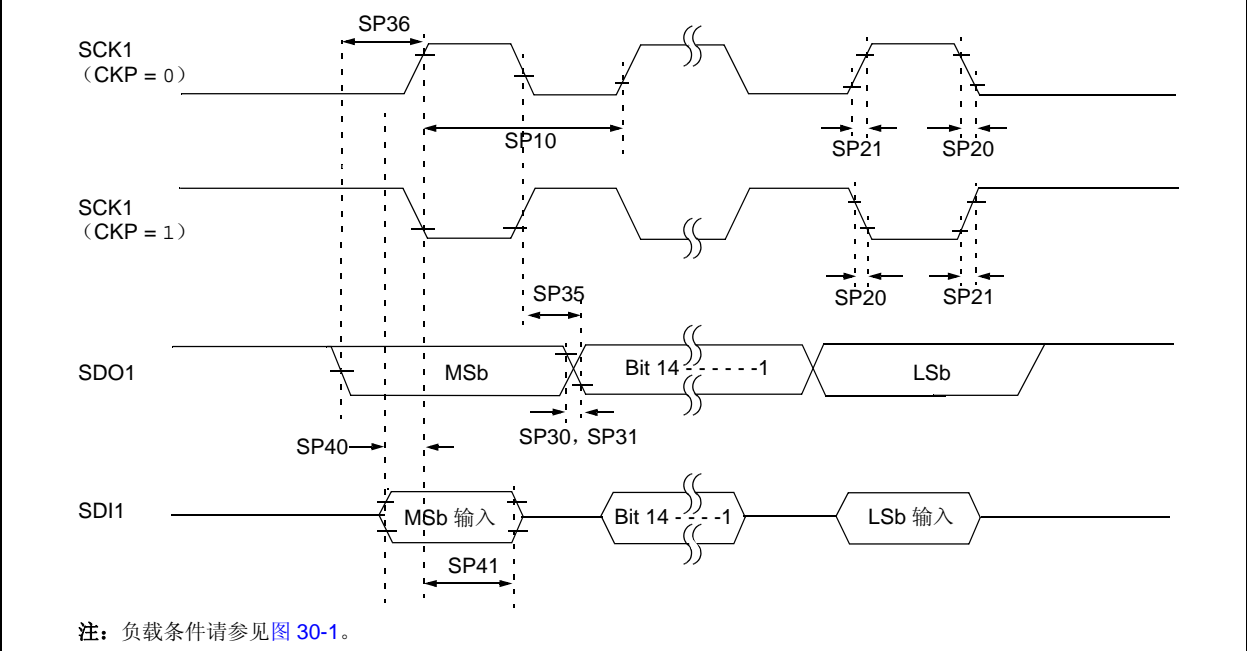 SP36
SCK1
（CKP = 0）
SP10
SP21
SP20
SCK1
（CKP = 1）
SP20
SP21
SP35
SDO1
MSb
Bit 14 - - - - - -1
LSb
SP30，SP31
SP40
SDI1
MSb 输入
Bit 14 - - - -1
LSb 输入
SP41
注：负载条件请参见图 30-1。